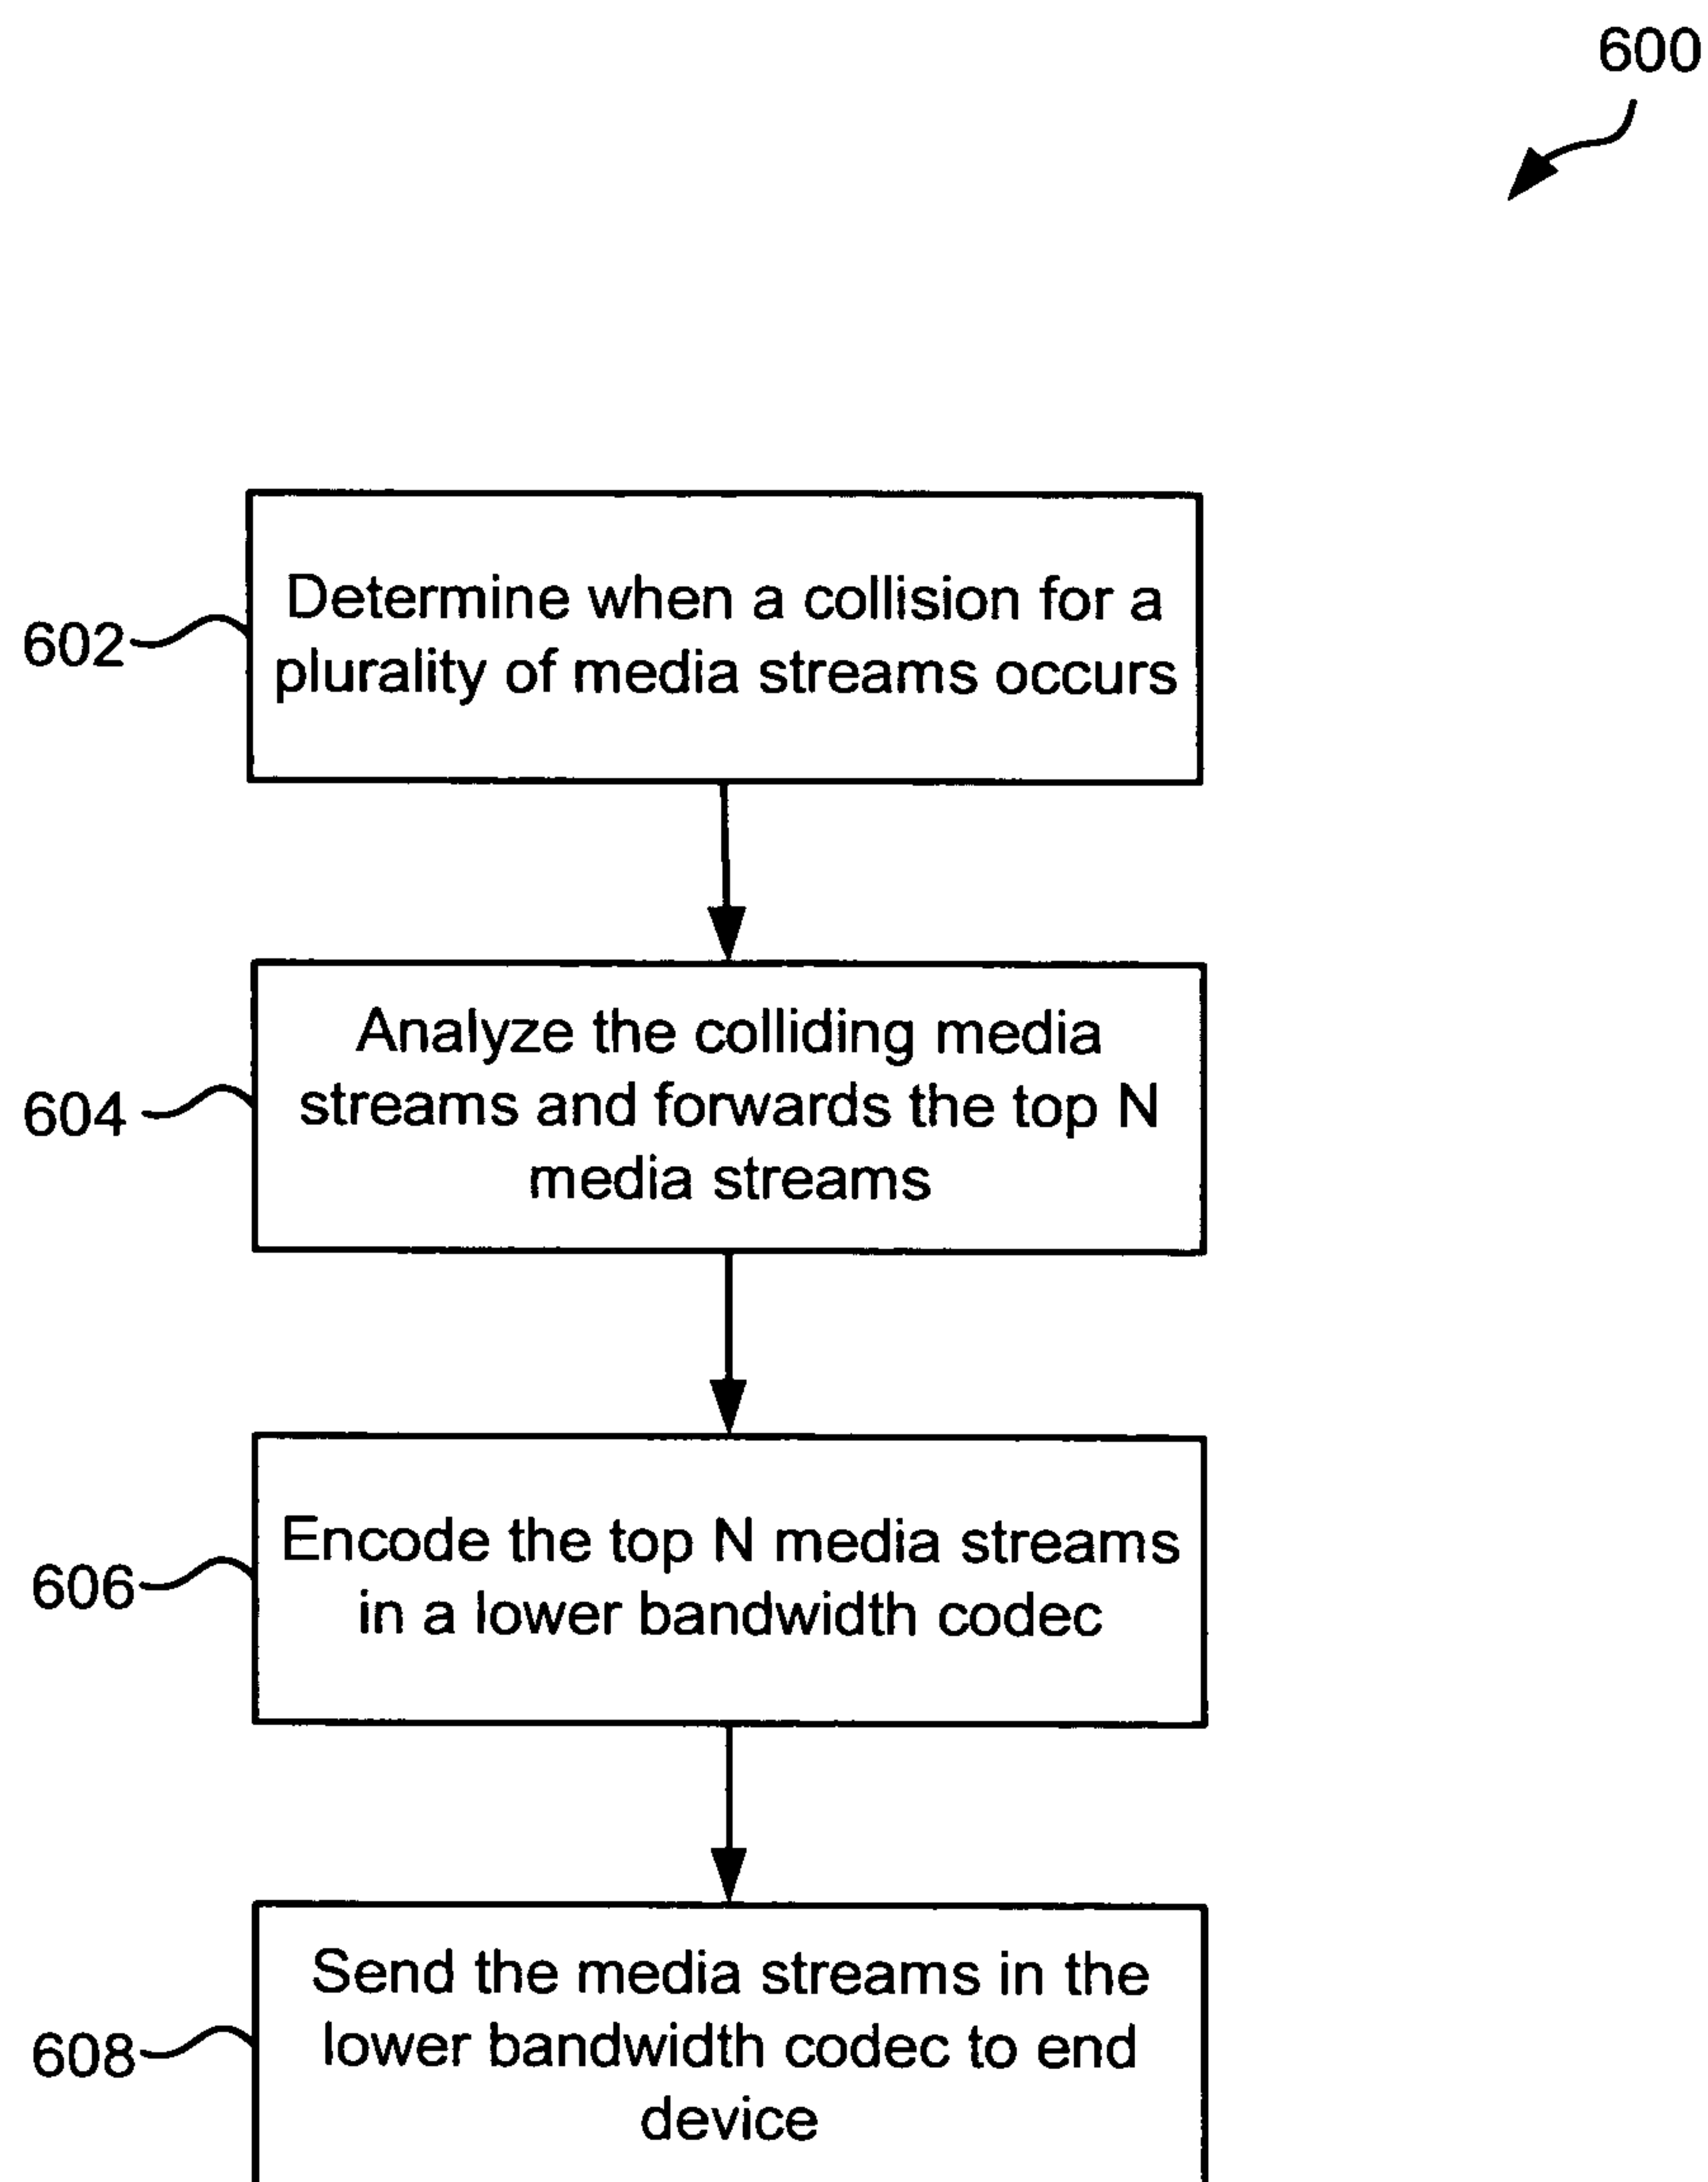 600
602
Determine when a collision for a
plurality of media streams occurs
604
Analyze the colliding media
streams and forwards the top N
media streams
606
Encode the top N media streams
in a lower bandwidth codec
608
Send the media streams in the
lower bandwidth codec to end
device